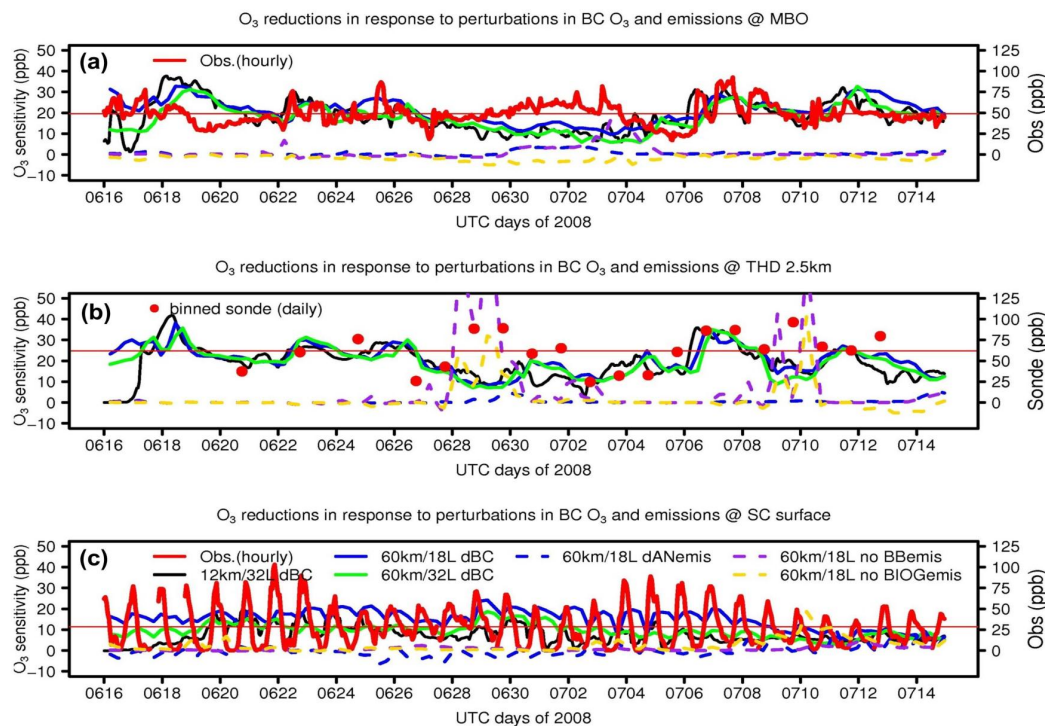 O₃ reductions in response to perturbations in BC O₃ and emissions @ MBO
(a)
Obs.(hourly)
O₃ sensitivity (ppb)
50
40
30
20
10
0
−10
Obs (ppb)
125
100
75
50
25
0
0616 0618 0620 0622 0624 0626 0628 0630 0702 0704 0706 0708 0710 0712 0714
UTC days of 2008
O₃ reductions in response to perturbations in BC O₃ and emissions @ THD 2.5km
(b)
binned sonde (daily)
O₃ sensitivity (ppb)
50
40
30
20
10
0
−10
Sonde (ppb)
125
100
75
50
25
0
0616 0618 0620 0622 0624 0626 0628 0630 0702 0704 0706 0708 0710 0712 0714
UTC days of 2008
O₃ reductions in response to perturbations in BC O₃ and emissions @ SC surface
(c)
Obs.(hourly) 60km/18L dBC 60km/18L dANemis 60km/18L no BBemis
12km/32L dBC 60km/32L dBC 60km/18L no BIOGemis
O₃ sensitivity (ppb)
50
40
30
20
10
0
−10
Obs (ppb)
125
100
75
50
25
0
0616 0618 0620 0622 0624 0626 0628 0630 0702 0704 0706 0708 0710 0712 0714
UTC days of 2008